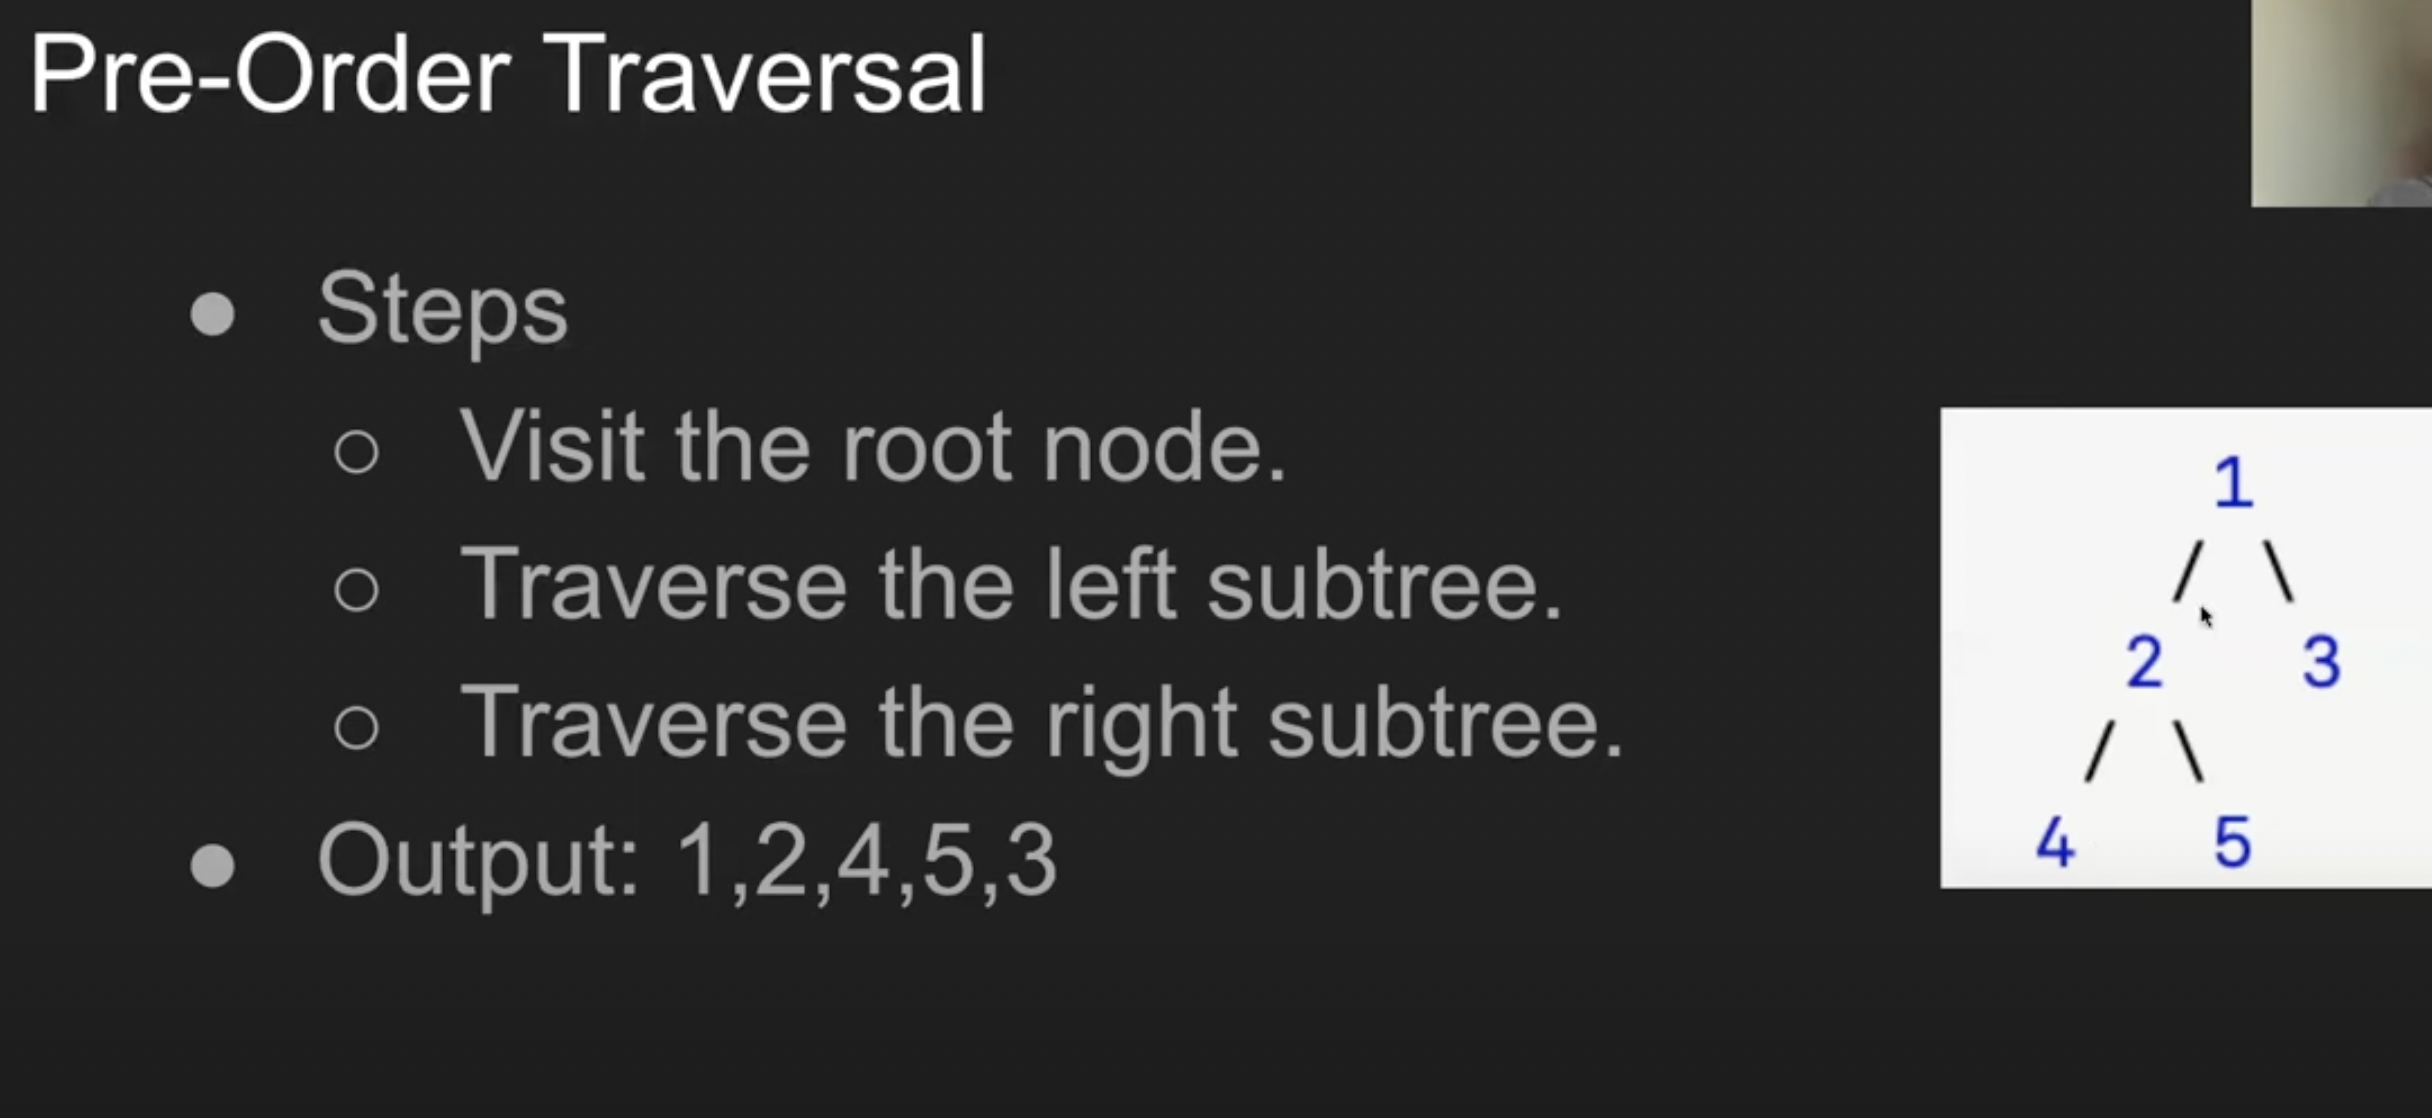 Pre-Order Traversal
● Steps
○ Visit the root node.
○ Traverse the left subtree.
○ Traverse the right subtree.
● Output: 1,2,4,5,3
1
/ \
2 3
/ \
4 5